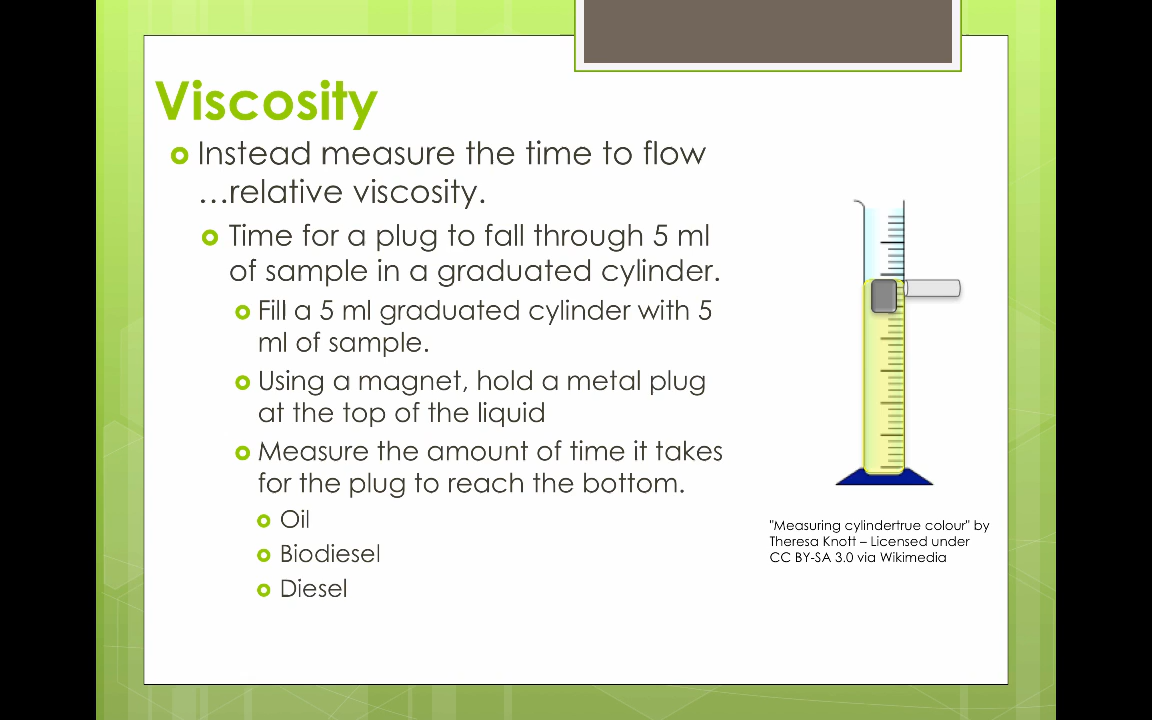 Viscosity
Instead measure the time to flow
…relative viscosity.
Time for a plug to fall through 5 ml
of sample in a graduated cylinder.
Fill a 5 ml graduated cylinder with 5
ml of sample.
Using a magnet, hold a metal plug
at the top of the liquid
Measure the amount of time it takes
for the plug to reach the bottom.
Oil
Biodiesel
Diesel
"Measuring cylindertrue colour" by
Theresa Knott – Licensed under
CC BY-SA 3.0 via Wikimedia